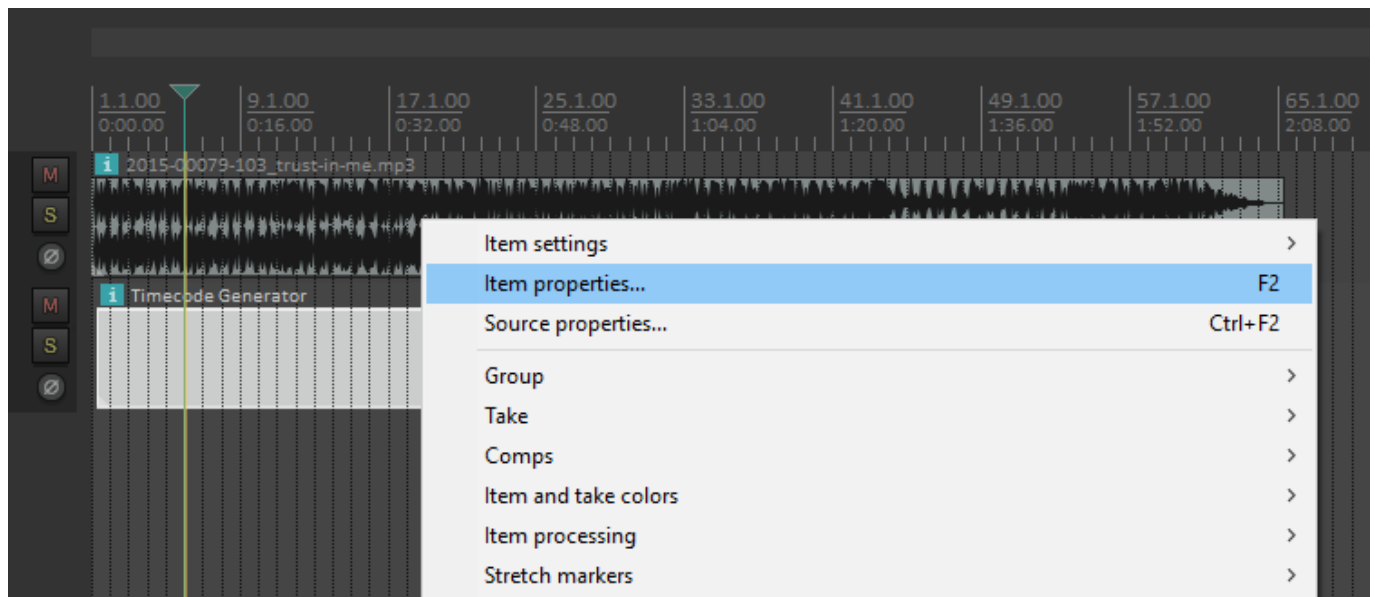 1.1.00 9.1.00 17.1.00 25.1.00 33.1.00 41.1.00 49.1.00 57.1.00 65.1.00
0:00.00 0:16.00 0:32.00 0:48.00 1:04.00 1:20.00 1:36.00 1:52.00 2:08.00
i 2015-00079-103_trust-in-me.mp3
M
S
Ø
i Timecode Generator
M
S
Ø
Item settings >
Item properties... F2
Source properties... Ctrl+F2
Group >
Take >
Comps >
Item and take colors >
Item processing >
Stretch markers >